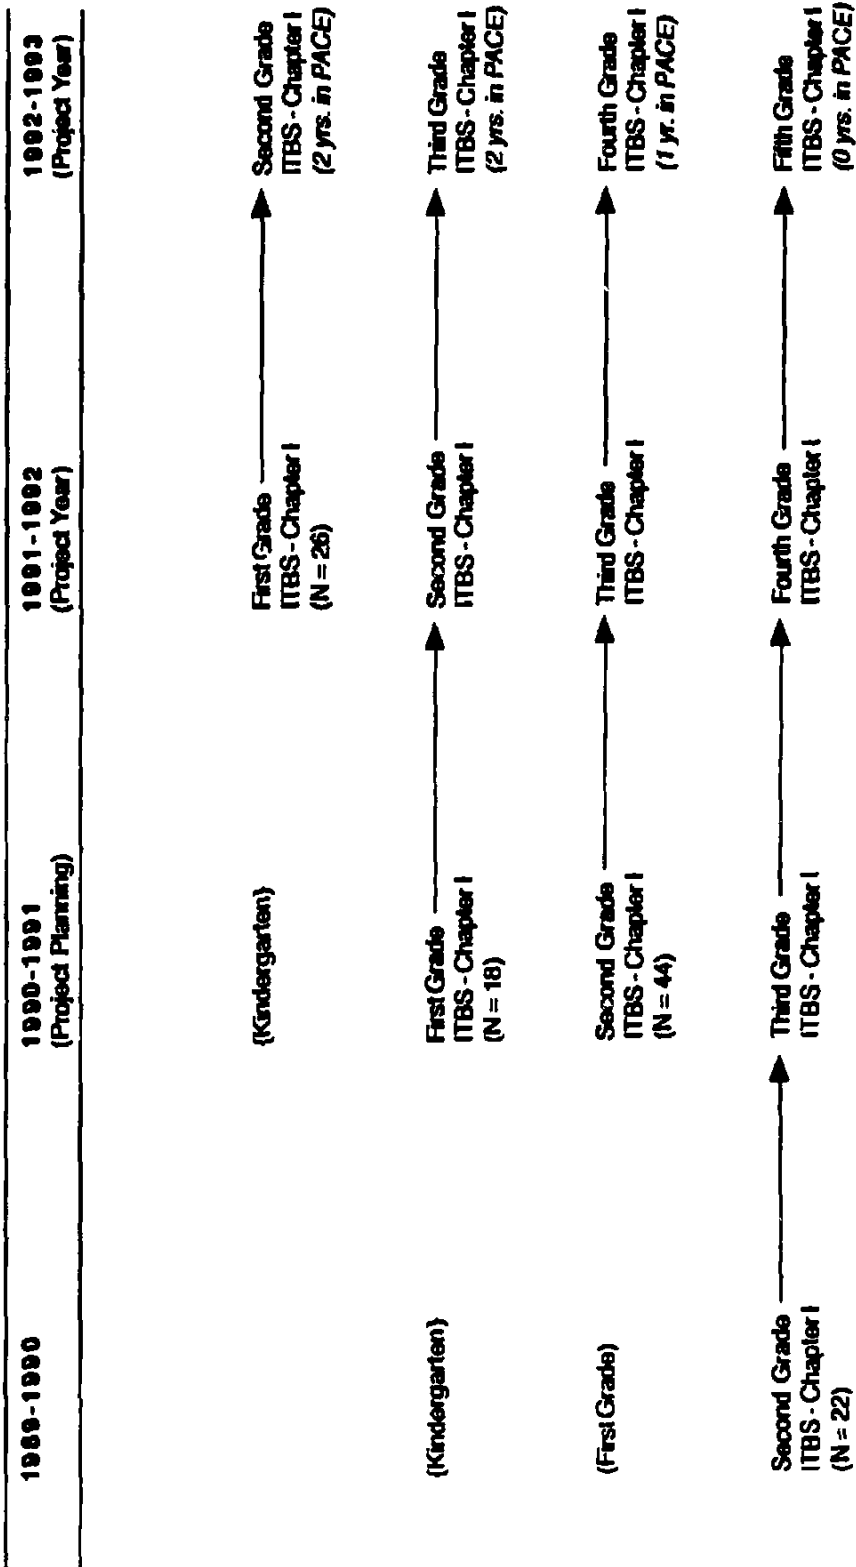 1989-1990
1990-1991
(Project Planning)
1991-1992
(Project Year)
1992-1993
(Project Year)
{Kindergarten}
First Grade
ITBS - Chapter I
(N = 26)
Second Grade
ITBS - Chapter I
(2 yrs. in PACE)
{Kindergarten}
First Grade
ITBS - Chapter I
(N = 18)
Second Grade
ITBS - Chapter I
Third Grade
ITBS - Chapter I
(2 yrs. in PACE)
(First Grade)
Second Grade
ITBS - Chapter I
(N = 44)
Third Grade
ITBS - Chapter I
Fourth Grade
ITBS - Chapter I
(1 yr. in PACE)
Second Grade
ITBS - Chapter I
(N = 22)
Third Grade
ITBS - Chapter I
Fourth Grade
ITBS - Chapter I
Fifth Grade
ITBS - Chapter I
(0 yrs. in PACE)